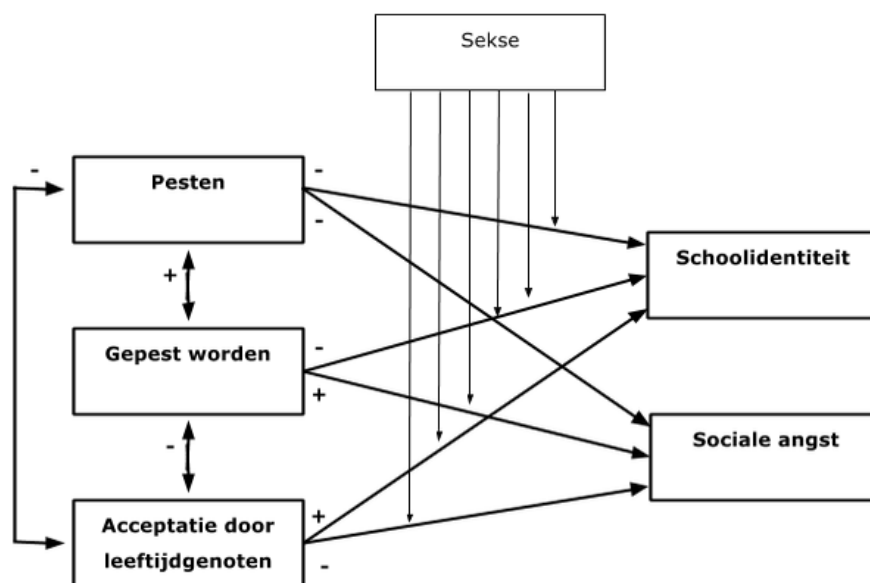 Sekse
-
Pesten
-
-
Schoolidentiteit
+
Gepest worden
-
+
Sociale angst
-
Acceptatie door
leeftijdgenoten
+
-